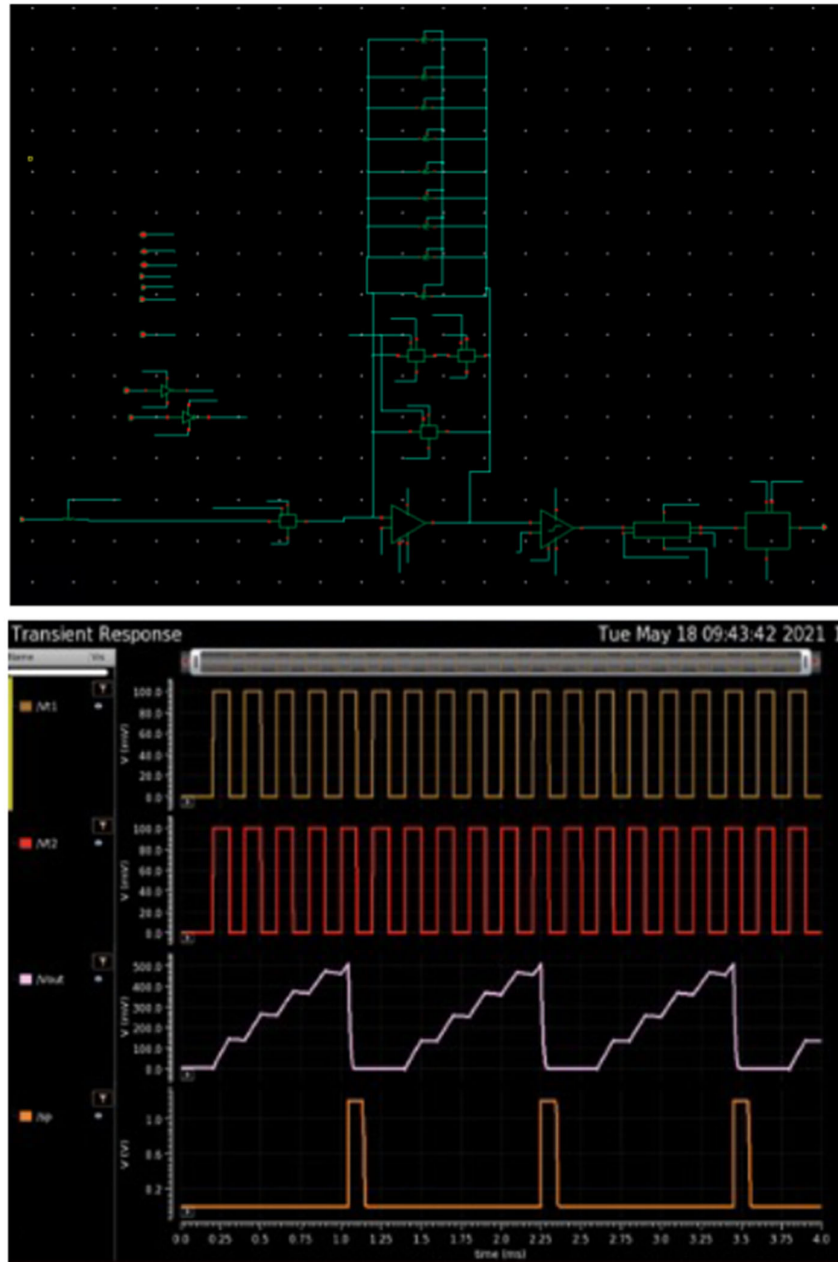 Transient Response
Tue May 18 09:43:42 2021 1
Name Vis
/Vt1
V (mV)
100.0
80.0
60.0
40.0
20.0
0.0
/Vt2
V (mV)
100.0
80.0
60.0
40.0
20.0
0.0
/Vout
V (mV)
500.0
400.0
300.0
200.0
100.0
0.0
/sp
V (V)
1.0
0.6
0.2
0.0 0.25 0.5 0.75 1.0 1.25 1.5 1.75 2.0 2.25 2.5 2.75 3.0 3.25 3.5 3.75 4.0
time (ms)